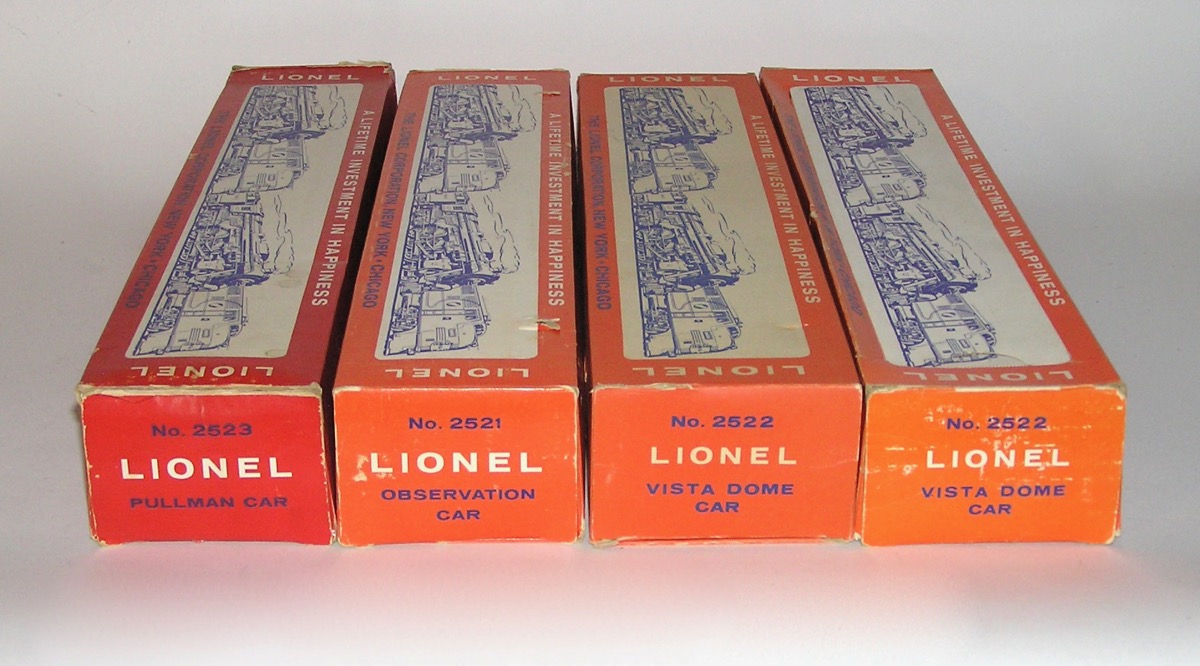 LIONEL
A LIFETIME INVESTMENT IN HAPPINESS
THE LIONEL CORPORATION, NEW YORK • CHICAGO
LIONEL
No. 2523
LIONEL
PULLMAN CAR
LIONEL
A LIFETIME INVESTMENT IN HAPPINESS
THE LIONEL CORPORATION, NEW YORK • CHICAGO
LIONEL
No. 2521
LIONEL
OBSERVATION
CAR
LIONEL
A LIFETIME INVESTMENT IN HAPPINESS
THE LIONEL CORPORATION, NEW YORK • CHICAGO
LIONEL
No. 2522
LIONEL
VISTA DOME
CAR
LIONEL
A LIFETIME INVESTMENT IN HAPPINESS
LIONEL
No. 2522
LIONEL
VISTA DOME
CAR